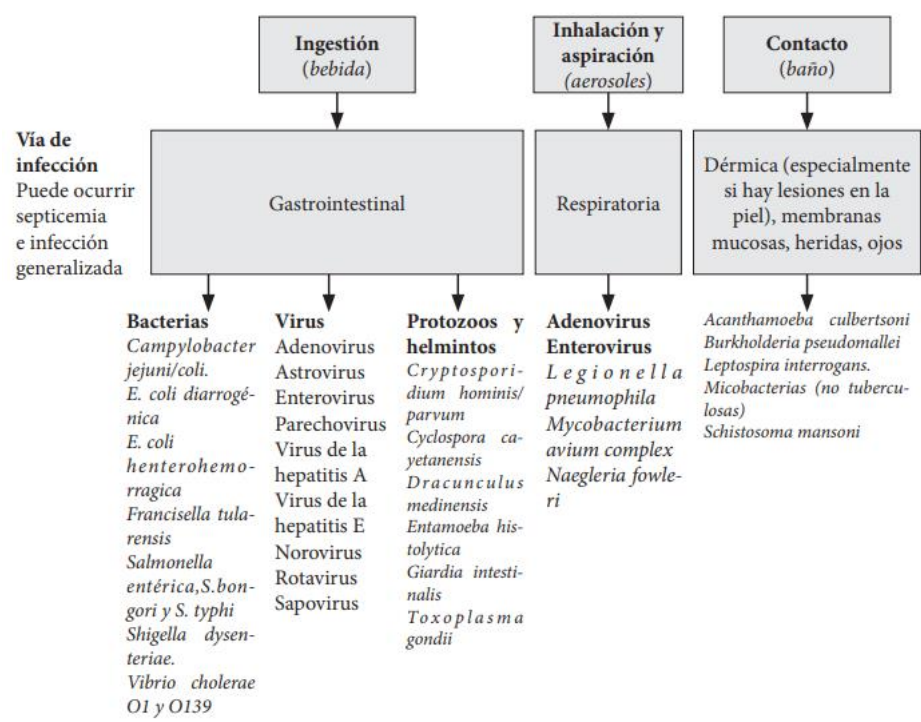 Ingestión
(bebida)
Inhalación y
aspiración
(aerosoles)
Contacto
(baño)
Vía de
infección
Puede ocurrir
septicemia
e infección
generalizada
Gastrointestinal
Respiratoria
Dérmica (especialmente
si hay lesiones en la
piel), membranas
mucosas, heridas, ojos
Bacterias
Campylobacter
jejuni/coli.
E. coli diarrogé-
nica
E. coli
henterohemo-
rragica
Francisella tula-
rensis
Salmonella
entérica,S.bon-
gori y S. typhi
Shigella dysen-
teriae.
Vibrio cholerae
O1 y O139
Virus
Adenovirus
Astrovirus
Enterovirus
Parechovirus
Virus de la
hepatitis A
Virus de la
hepatitis E
Norovirus
Rotavirus
Sapovirus
Protozoos y
helmintos
Cryptospori-
dium hominis/
parvum
Cyclospora ca-
yetanensis
Dracunculus
medinensis
Entamoeba his-
tolytica
Giardia intesti-
nalis
Toxoplasma
gondii
Adenovirus
Enterovirus
Legionella
pneumophila
Mycobacterium
avium complex
Naegleria fowle-
ri
Acanthamoeba culbertsoni
Burkholderia pseudomallei
Leptospira interrogans.
Micobacterias (no tubercu-
losas)
Schistosoma mansoni